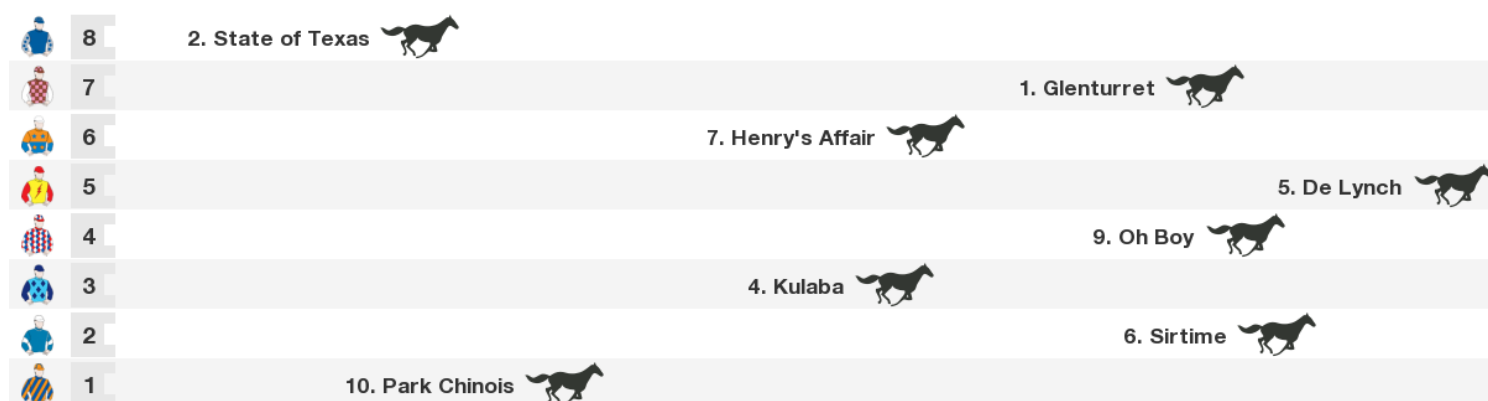 8 2. State of Texas
7 1. Glenturret
6 7. Henry's Affair
5 5. De Lynch
4 9. Oh Boy
3 4. Kulaba
2 6. Sirtime
1 10. Park Chinois